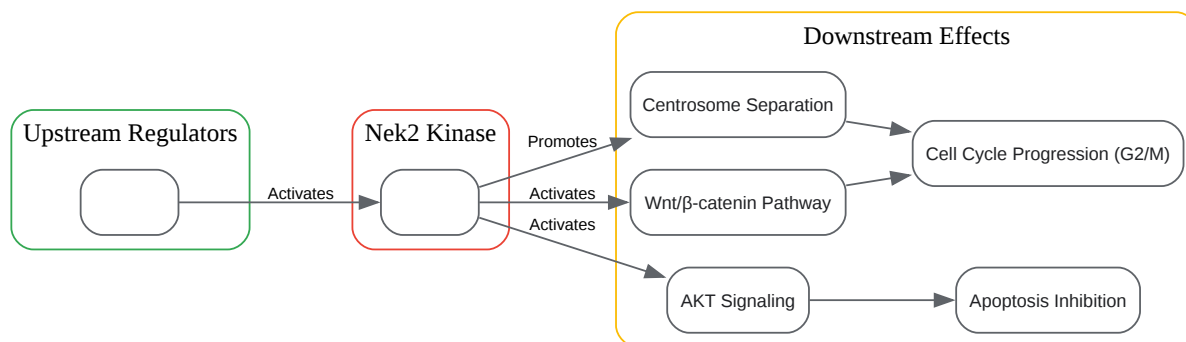 Upstream Regulators
Activates
Nek2 Kinase
Promotes
Activates
Activates
Downstream Effects
Centrosome Separation
Wnt/β-catenin Pathway
AKT Signaling
Cell Cycle Progression (G2/M)
Apoptosis Inhibition